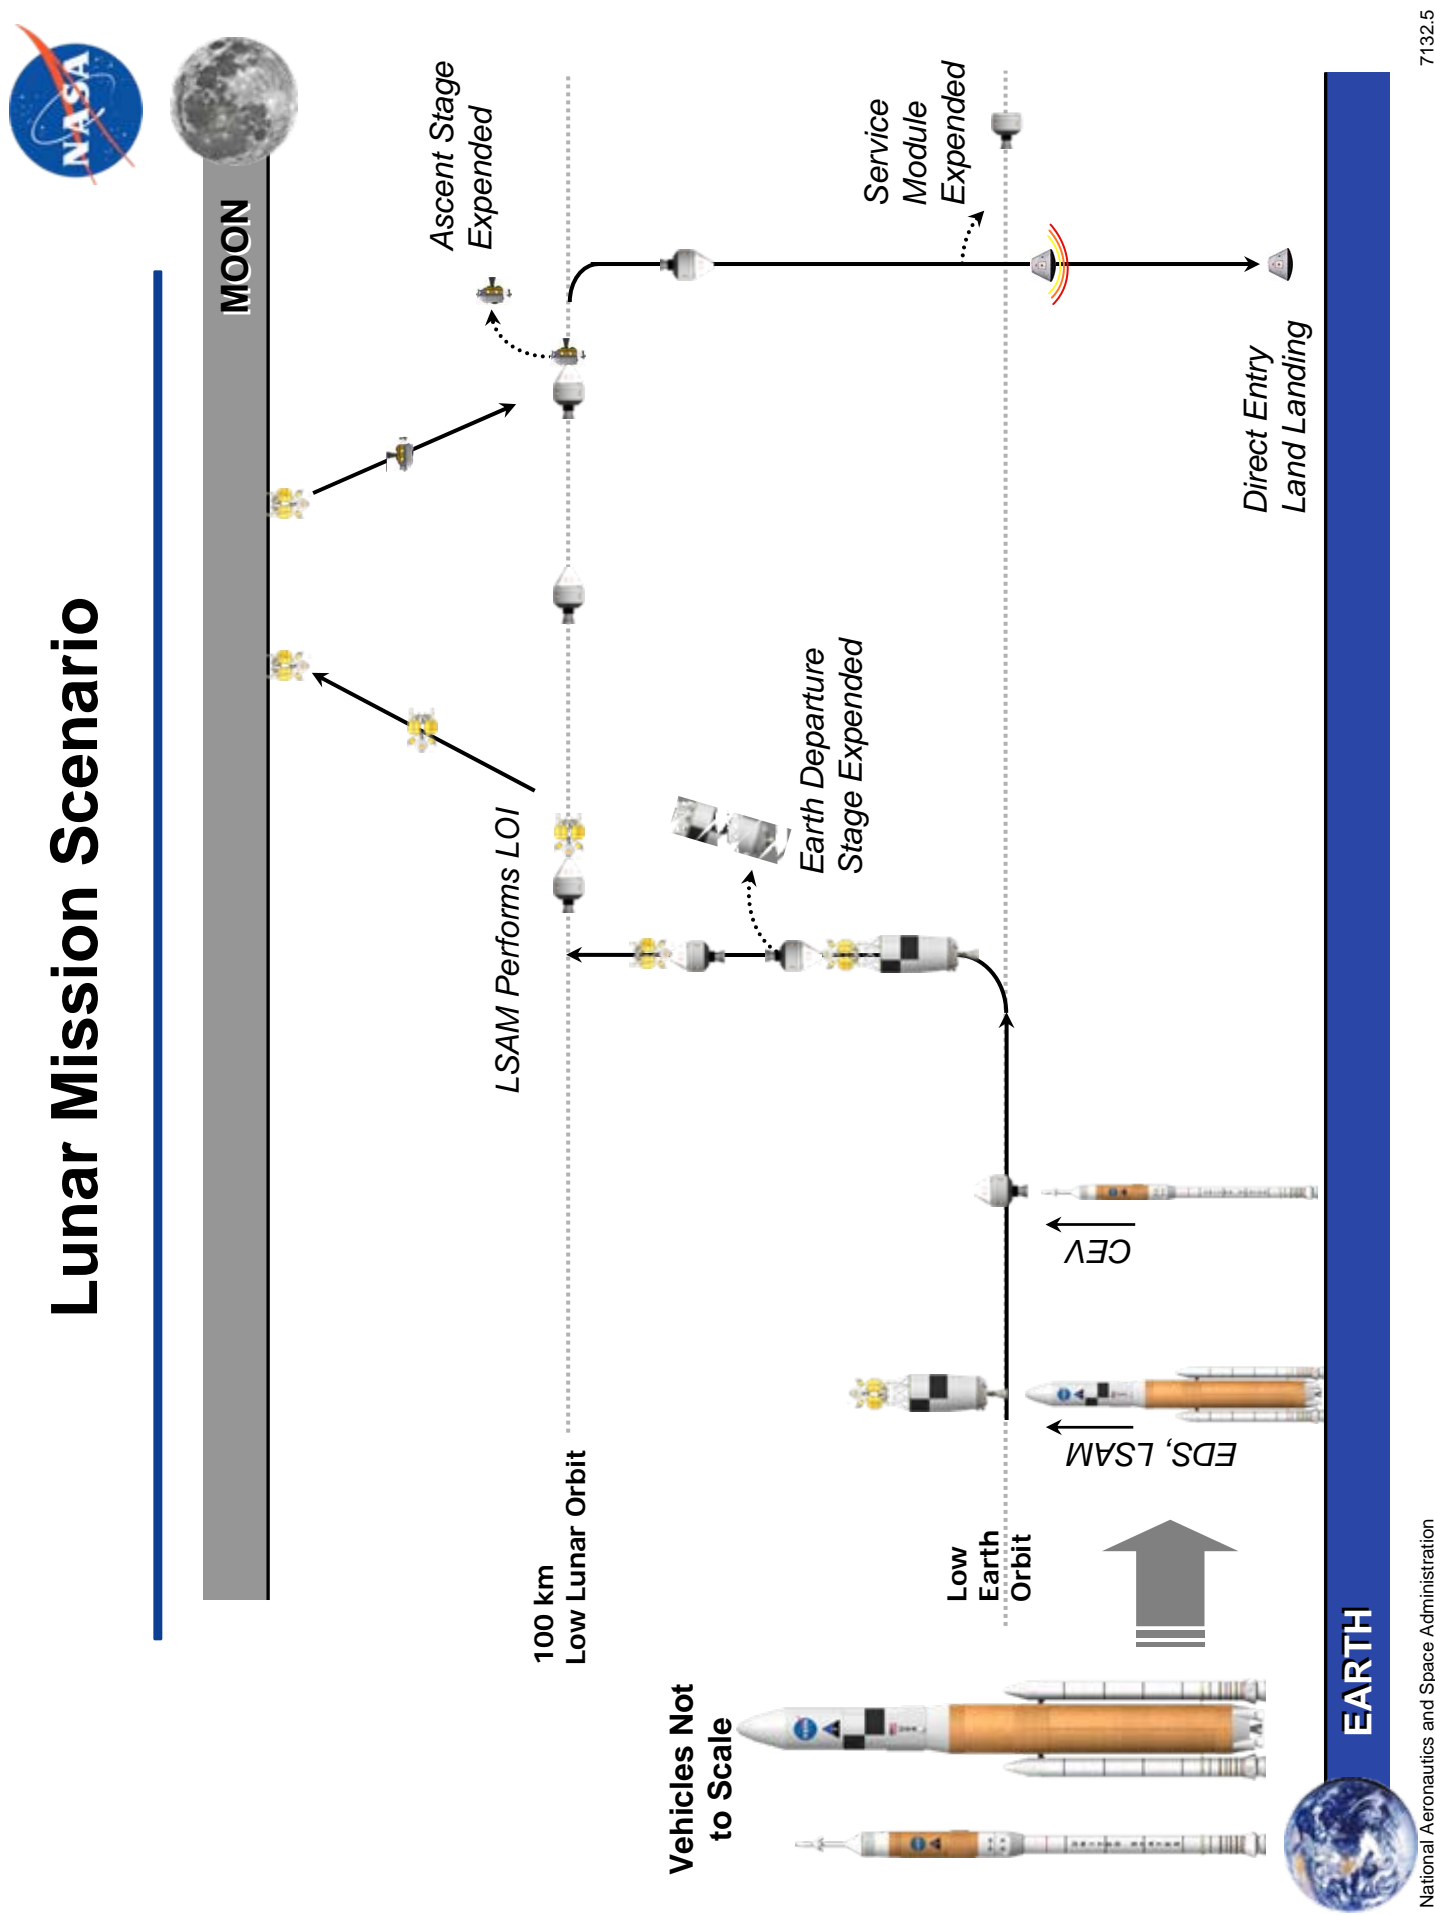 Lunar Mission Scenario
NASA
MOON
Ascent Stage
Expended
LSAM Performs LOI
100 km
Low Lunar Orbit
Earth Departure
Stage Expended
Service
Module
Expended
Vehicles Not
to Scale
Low
Earth
Orbit
EDS, LSAM
CEV
Direct Entry
Land Landing
EARTH
National Aeronautics and Space Administration
7132.5